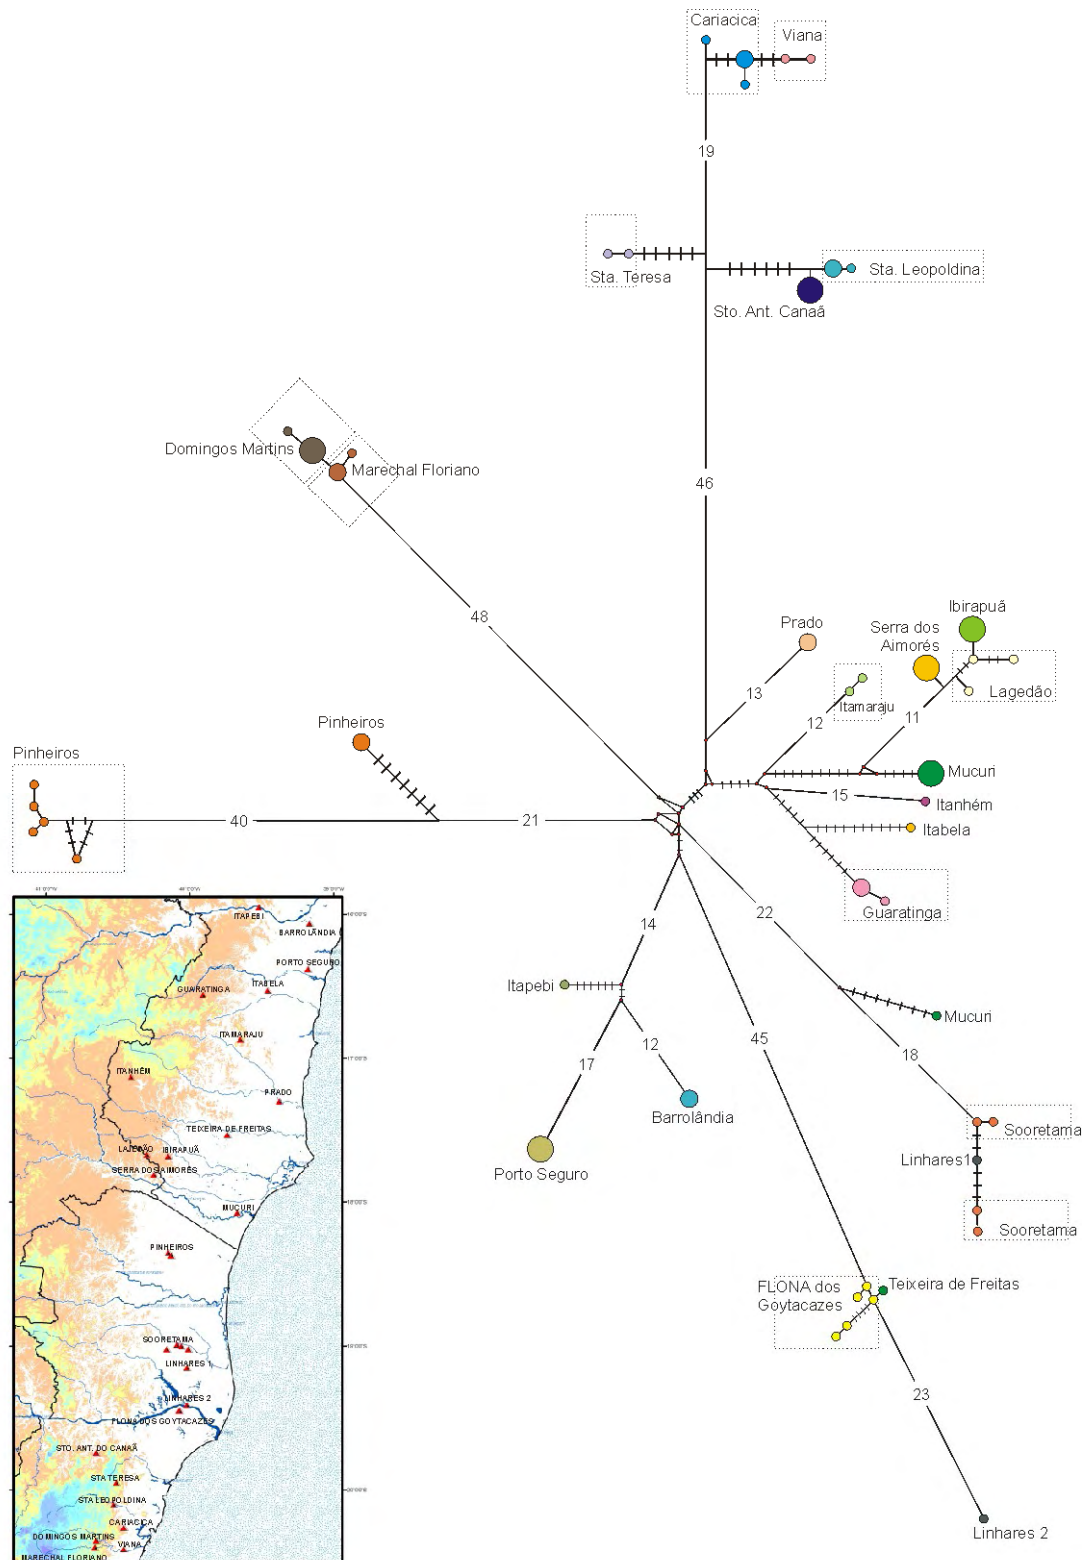 Cariacica
Viana
19
Sta. Teresa
Sta. Leopoldina
Sto. Ant. Canaã
46
Domingos Martins
Marechal Floriano
48
Prado
13
Ibirapuã
Serra dos
Aimorés
Lagedão
Itamaraju
12
11
Pinheiros
Pinheiros
Mucuri
15
Itanhém
Itabela
40
21
Guaratinga
22
14
Itapebi
Mucuri
45
17
12
18
Barrolândia
Sooretama
Linhares1
Porto Seguro
Sooretama
FLONA dos
Goytacazes
Teixeira de Freitas
23
Linhares 2
ITAPEBI
BARROLÂNDIA
PORTO SEGURO
GUARATINGA
ITABELA
ITAMARAJU
ITANHÉM
PRADO
TEIXEIRA DE FREITAS
IBIRAPUÃ
SERRA DOS AIMORÉS
MUCURI
PINHEIROS
SOORETAMA
LINHARES 1
LINHARES 2
FLONA DOS GOYTACAZES
STO. ANT. DO CANAÃ
STA TERESA
STA LEOPOLDINA
CARIACICA
DOMINGOS MARTINS
VIANA
MARECHAL FLORIANO